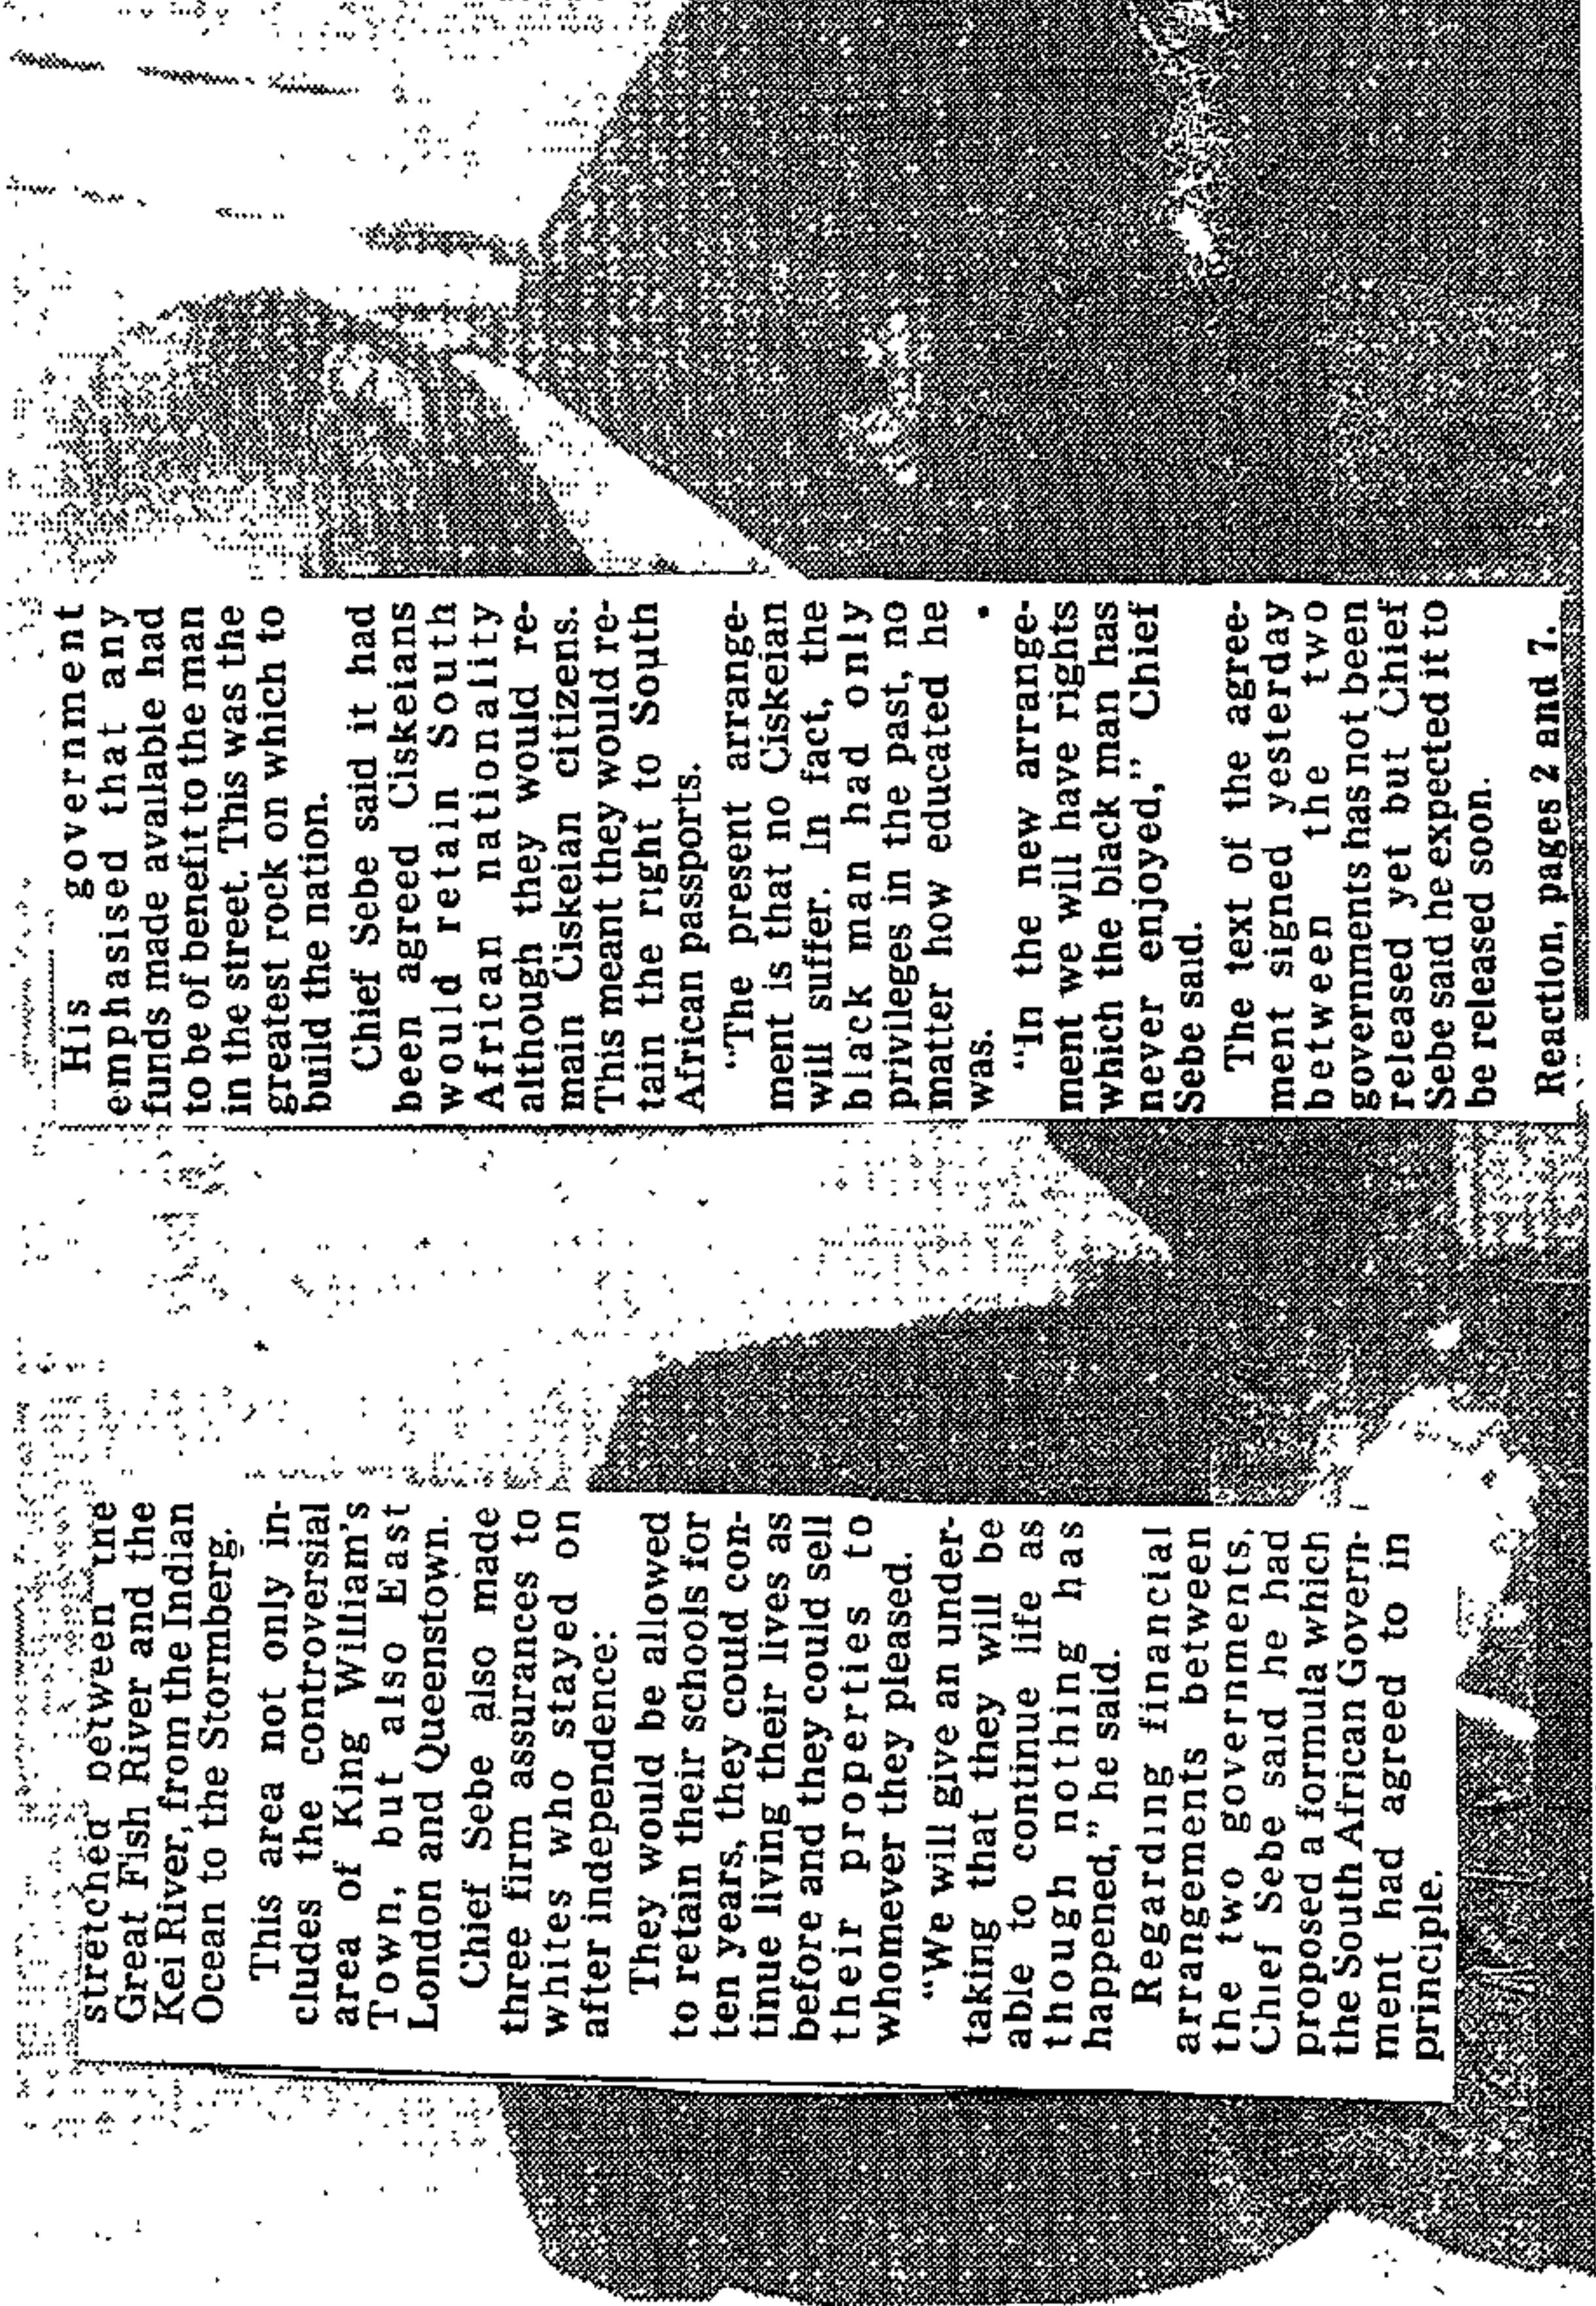 stretched between the
Great Fish River and the
Kei River, from the Indian
Ocean to the Stormberg.
This area not only in-
cludes the controversial
area of King William's
Town, but also East
London and Queenstown.
Chief Sebe also made
three firm assurances to
whites who stayed on
after independence:
They would be allowed
to retain their schools for
ten years, they could con-
tinue living their lives as
before and they could sell
their properties to
whomever they pleased.
"We will give an under-
taking that they will be
able to continue life as
though nothing has
happened," he said.
Regarding financial
arrangements between
the two governments,
Chief Sebe said he had
proposed a formula which
the South African Govern-
ment had agreed to in
principle.
His government
emphasised that any
funds made available had
to be of benefit to the man
in the street. This was the
greatest rock on which to
build the nation.
Chief Sebe said it had
been agreed Ciskeians
would retain South
African nationality
although they would re-
main Ciskeian citizens.
This meant they would re-
tain the right to South
African passports.
"The present arrange-
ment is that no Ciskeian
will suffer. In fact, the
black man had only
privileges in the past, no
matter how educated he
was.
"In the new arrange-
ment we will have rights
which the black man has
never enjoyed," Chief
Sebe said.
The text of the agree-
ment signed yesterday
between the two
governments has not been
released yet but Chief
Sebe said he expected it to
be released soon.
Reaction, pages 2 and 7.